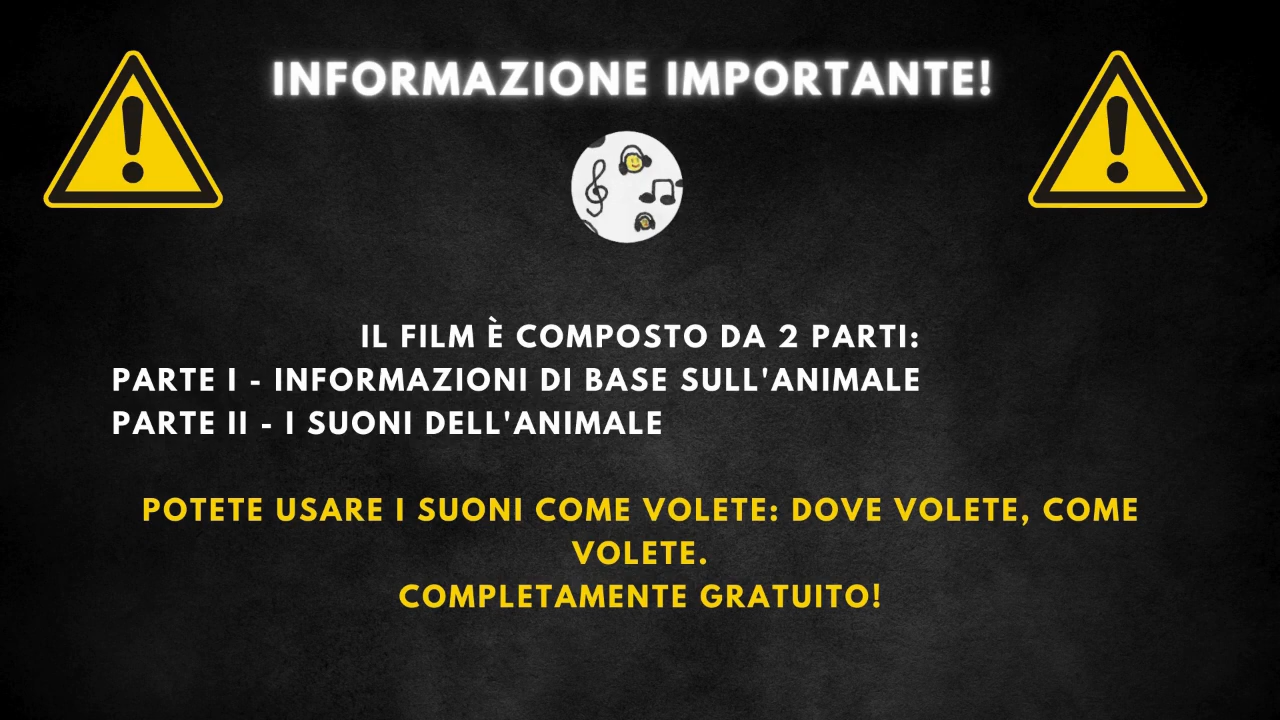 INFORMAZIONE IMPORTANTE!
IL FILM È COMPOSTO DA 2 PARTI:
PARTE I - INFORMAZIONI DI BASE SULL'ANIMALE
PARTE II - I SUONI DELL'ANIMALE
POTETE USARE I SUONI COME VOLETE: DOVE VOLETE, COME
VOLETE.
COMPLETAMENTE GRATUITO!